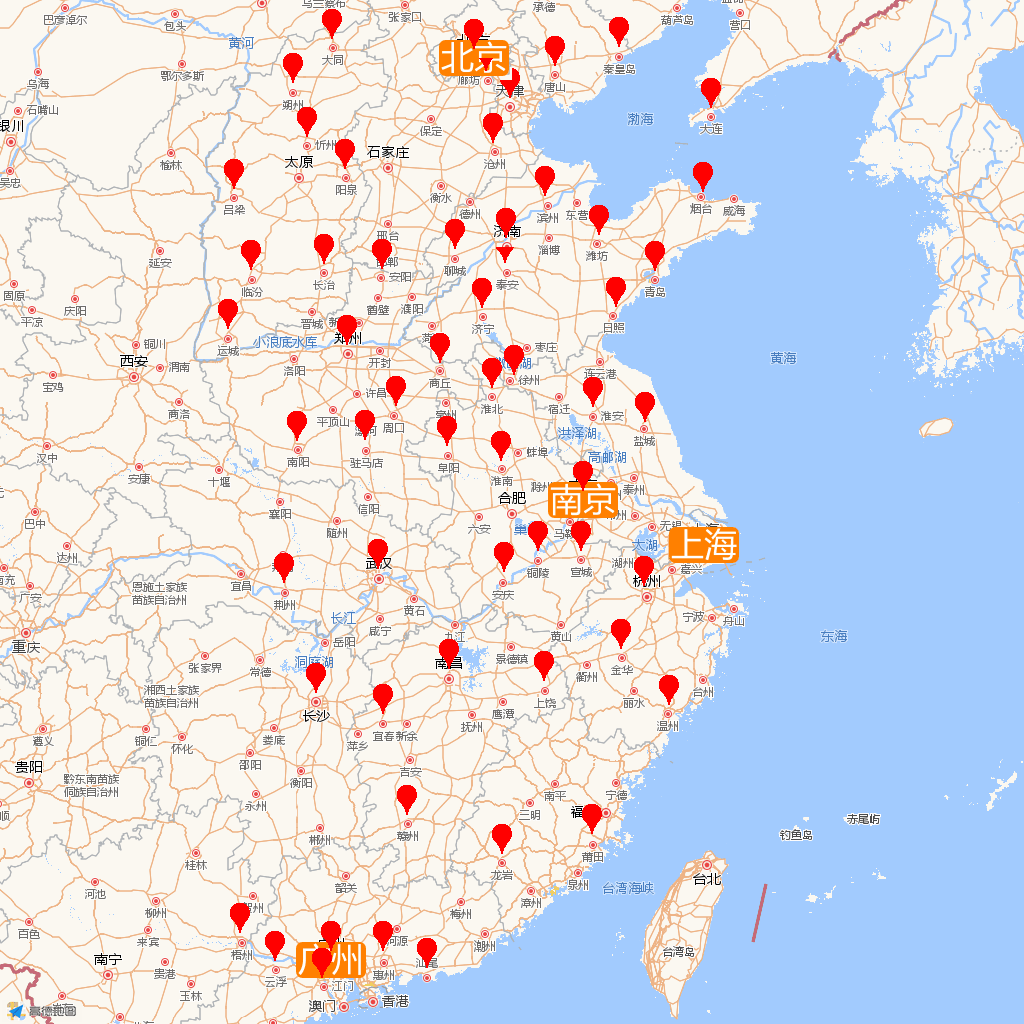 巴彦淖尔
包头
乌兰察布
张家口
承德
葫芦岛
营口
黄河
大同
北京
秦皇岛
乌海
鄂尔多斯
朔州
廊坊
唐山
天津
石嘴山
银川
保定
渤海
大连
忻州
石家庄
沧州
榆林
太原
阳泉
吴忠
吕梁
衡水
德州
滨州
东营
烟台
威海
邢台
济南
延安
邯郸
聊城
淄博
潍坊
长治
安阳
临汾
泰安
青岛
固原
庆阳
鹤壁
濮阳
平凉
晋城
济宁
日照
运城
郑州
铜川
小浪底水库
枣庄
西安
渭南
洛阳
开封
黄海
宝鸡
商丘
徐州
连云港
许昌
淮北
宿迁
商洛
平顶山
亳州
周口
淮安
洪泽湖
盐城
汉中
南阳
驻马店
阜阳
蚌埠
高邮湖
安康
十堰
淮南
滁州
泰州
南京
襄阳
信阳
合肥
巴中
随州
六安
无锡
上海
达州
武汉
太湖
湖州
嘉兴
恩施土家族
苗族自治州
宜昌
荆州
铜陵
宣城
广安
安庆
杭州
黄石
长江
咸宁
宁波
舟山
重庆
九江
黄山
东海
岳阳
张家界
洞庭湖
常德
南昌
景德镇
金华
衢州
湘西土家族
苗族自治州
长沙
上饶
丽水
台州
鹰潭
温州
遵义
铜仁
怀化
娄底
萍乡
宜春
新余
抚州
贵阳
邵阳
黔东南苗族
侗族自治州
衡阳
吉安
永州
南平
宁德
三明
赣州
郴州
莆田
赤尾屿
钓鱼岛
桂林
龙岩
台北
河池
韶关
泉州
台湾海峡
柳州
贺州
梅州
漳州
百色
来宾
梧州
河源
潮州
南宁
贵港
云浮
广州
惠州
汕尾
台湾岛
玉林
江门
澳门
香港
高德地图